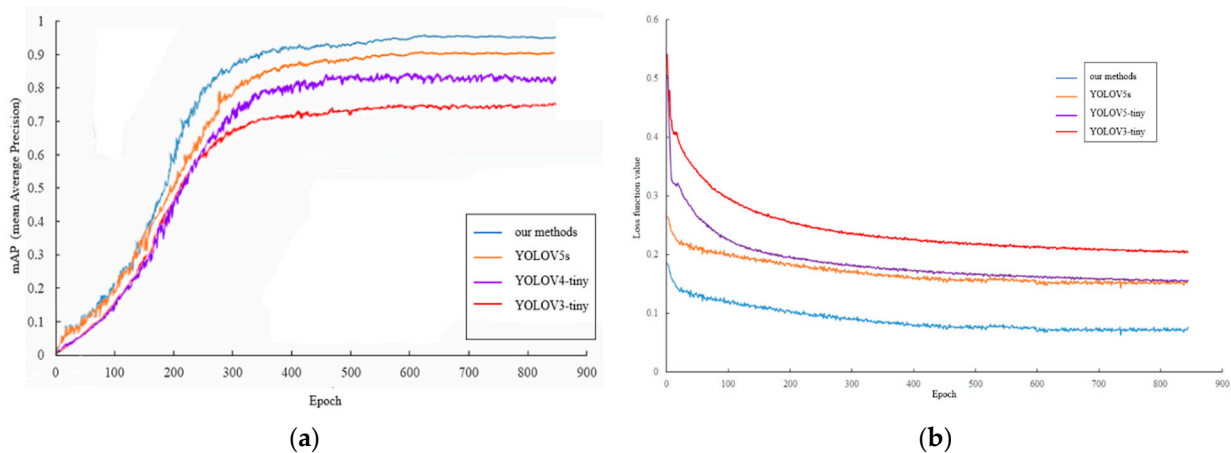 1
0.9
0.8
0.7
0.6
0.5
0.4
0.3
0.2
0.1
0
mAP (mean Average Precision)
0 100 200 300 400 500 600 700 800 900
Epoch
our methods
YOLOV5s
YOLOV4-tiny
YOLOV3-tiny
(a)
0.6
0.5
0.4
0.3
0.2
0.1
0
Loss function value
0 100 200 300 400 500 600 700 800 900
Epoch
our methods
YOLOV5s
YOLOV5-tiny
YOLOV3-tiny
(b)